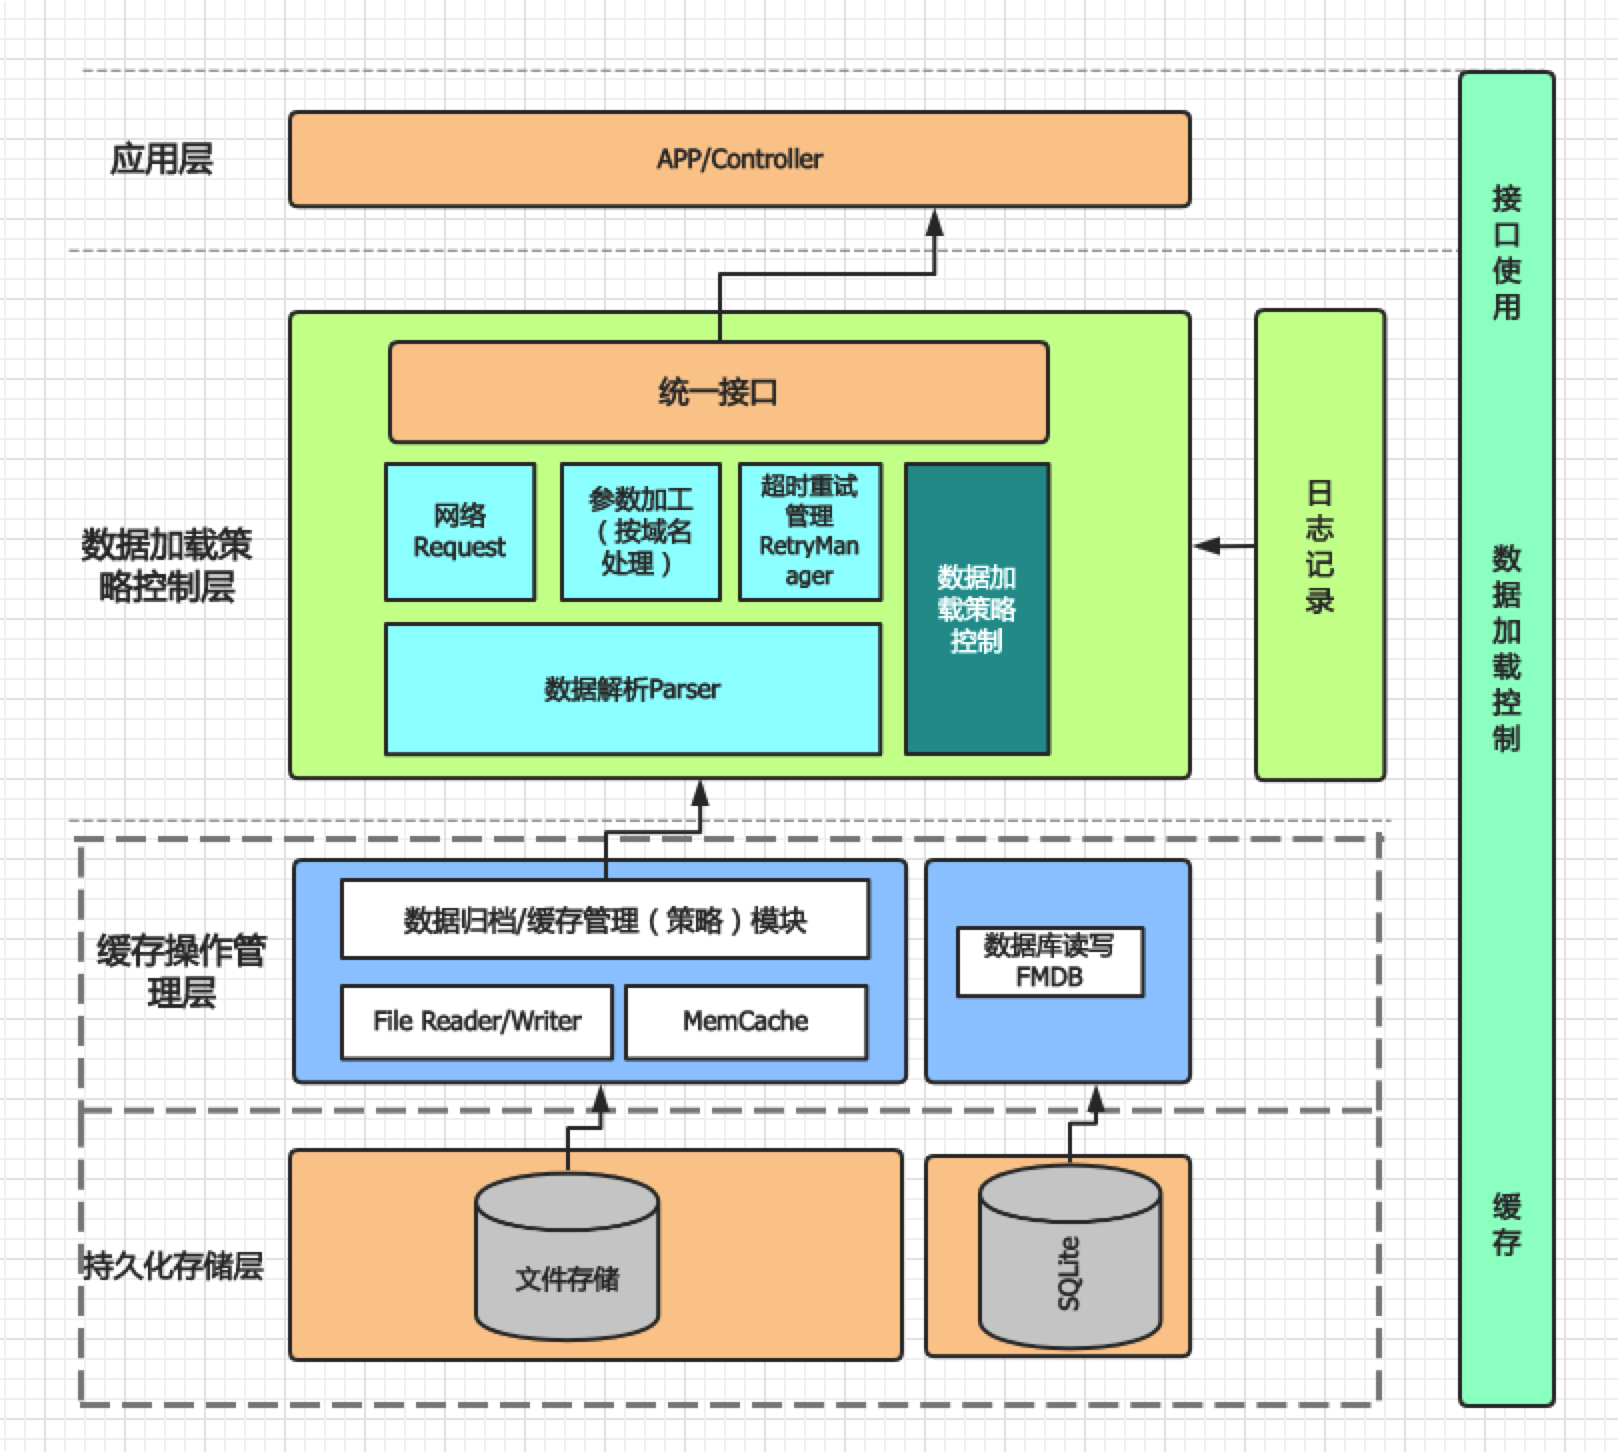 应用层
APP/Controller
数据加载策
略控制层
统一接口
网络
Request
参数加工
（按域名
处理）
超时重试
管理
RetryMan
ager
数据加
载策略
控制
数据解析Parser
日
志
记
录
缓存操作管
理层
数据归档/缓存管理（策略）模块
File Reader/Writer
MemCache
数据库读写
FMDB
持久化存储层
文件存储
SQLite
接
口
使
用
数
据
加
载
控
制
缓
存